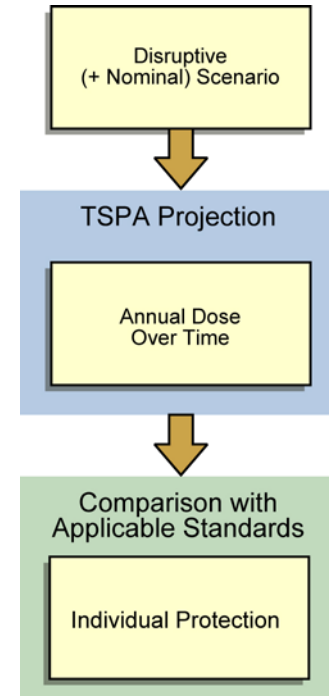 Disruptive
(+ Nominal) Scenario
TSPA Projection
Annual Dose
Over Time
Comparison with
Applicable Standards
Individual Protection